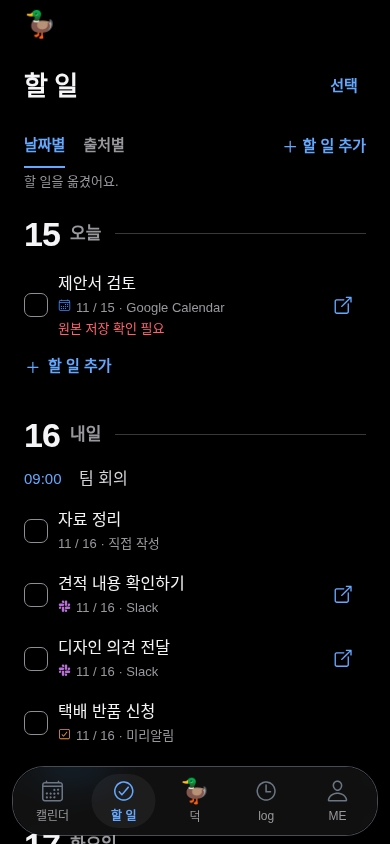 할 일
선택
날짜별 출처별 + 할 일 추가
할 일을 옮겼어요.
15 오늘
제안서 검토
11 / 15 · Google Calendar
원본 저장 확인 필요
+ 할 일 추가
16 내일
09:00 팀 회의
자료 정리
11 / 16 · 직접 작성
견적 내용 확인하기
11 / 16 · Slack
디자인 의견 전달
11 / 16 · Slack
택배 반품 신청
11 / 16 · 미리알림
캘린더 할 일 덕 log ME
17 화요일